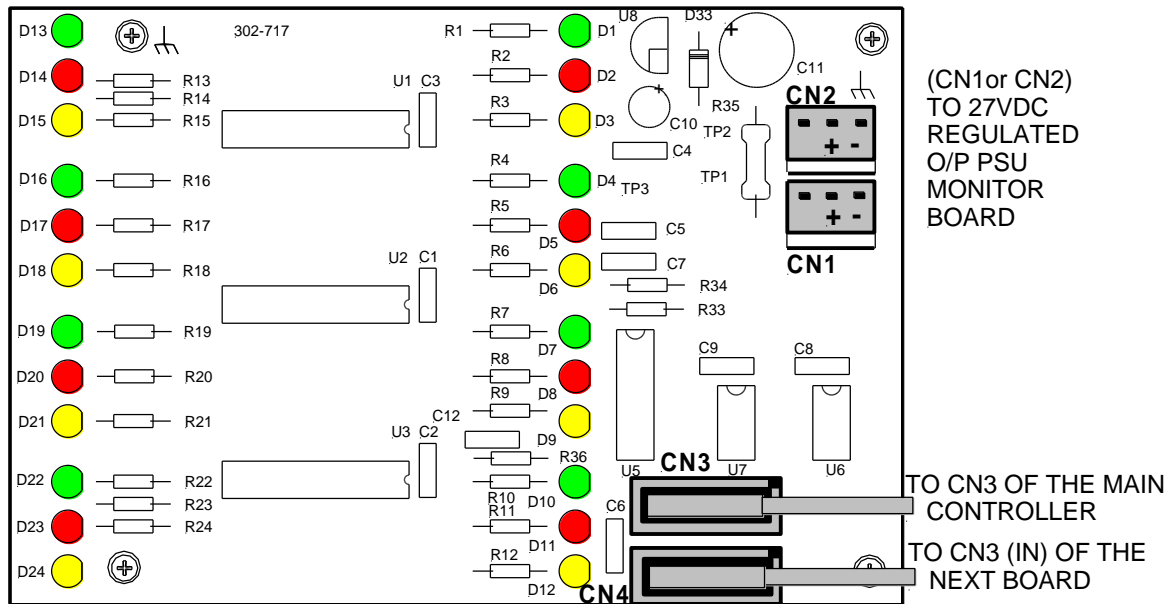 D13
302-717
R1
D1
U8
D33
D14
R13
R14
D15
R15
U1 C3
R2
D2
R3
D3
C11
R35
CN2
C10
TP2
+ -
(CN1or CN2)
TO 27VDC
REGULATED
O/P PSU
MONITOR
BOARD
D16
R16
R4
D4
C4
TP3
TP1
D17
R17
R5
D5
C5
+ -
CN1
D18
R18
U2 C1
R6
D6
C7
R34
R33
D19
R19
R7
D7
D20
R20
R8
D8
C9
C8
D21
R21
R9
C12
D9
U3 C2
R36
U5
CN3
U7
U6
D22
R22
R23
R10
D10
D23
R24
R11
D11
C6
TO CN3 OF THE MAIN
CONTROLLER
D24
R12
D12
CN4
TO CN3 (IN) OF THE
NEXT BOARD
+
+